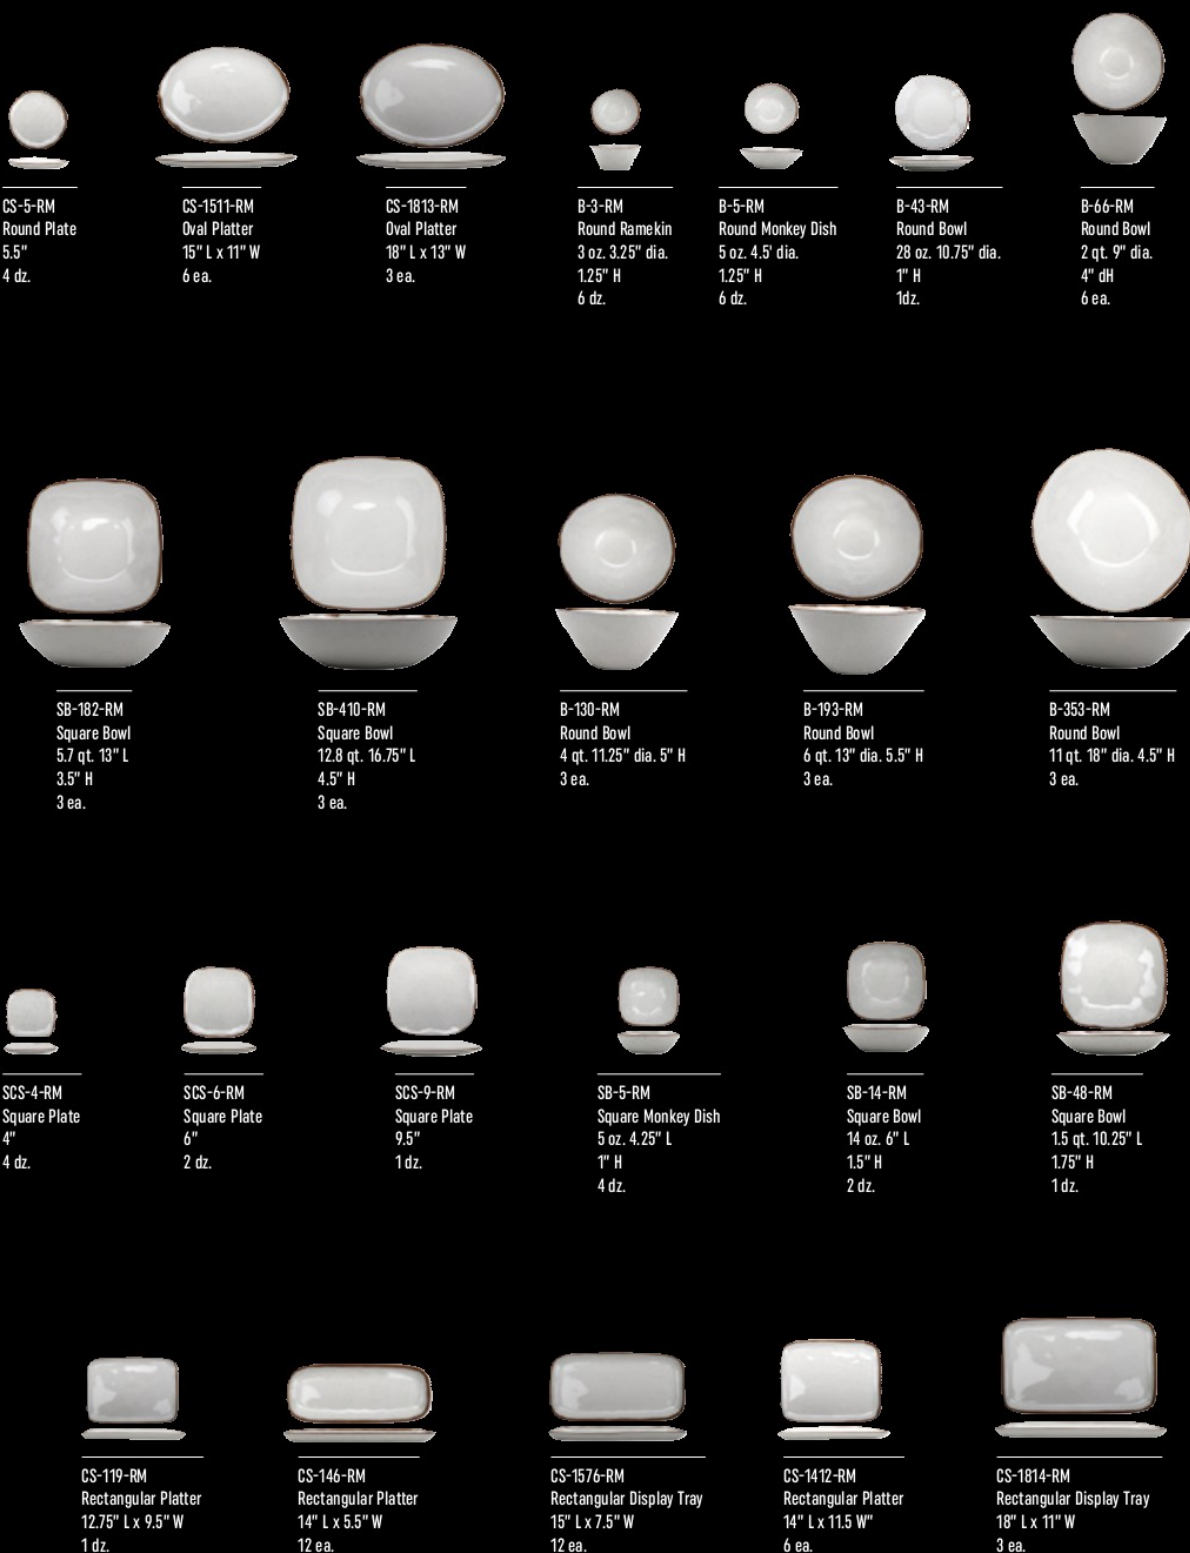 CS-5-RM
Round Plate
5.5"
4 dz.
CS-1511-RM
Oval Platter
15" L x 11" W
6 ea.
CS-1813-RM
Oval Platter
18" L x 13" W
3 ea.
B-3-RM
Round Ramekin
3 oz. 3.25" dia.
1.25" H
6 dz.
B-5-RM
Round Monkey Dish
5 oz. 4.5' dia.
1.25" H
6 dz.
B-43-RM
Round Bowl
28 oz. 10.75" dia.
1" H
1dz.
B-66-RM
Round Bowl
2 qt. 9" dia.
4" dH
6 ea.
SB-182-RM
Square Bowl
5.7 qt. 13" L
3.5" H
3 ea.
SB-410-RM
Square Bowl
12.8 qt. 16.75" L
4.5" H
3 ea.
B-130-RM
Round Bowl
4 qt. 11.25" dia. 5" H
3 ea.
B-193-RM
Round Bowl
6 qt. 13" dia. 5.5" H
3 ea.
B-353-RM
Round Bowl
11 qt. 18" dia. 4.5" H
3 ea.
SCS-4-RM
Square Plate
4"
4 dz.
SCS-6-RM
Square Plate
6"
2 dz.
SCS-9-RM
Square Plate
9.5"
1 dz.
SB-5-RM
Square Monkey Dish
5 oz. 4.25" L
1" H
4 dz.
SB-14-RM
Square Bowl
14 oz. 6" L
1.5" H
2 dz.
SB-48-RM
Square Bowl
1.5 qt. 10.25" L
1.75" H
1 dz.
CS-119-RM
Rectangular Platter
12.75" L x 9.5" W
1 dz.
CS-146-RM
Rectangular Platter
14" L x 5.5" W
12 ea.
CS-1576-RM
Rectangular Display Tray
15" L x 7.5" W
12 ea.
CS-1412-RM
Rectangular Platter
14" L x 11.5 W"
6 ea.
CS-1814-RM
Rectangular Display Tray
18" L x 11" W
3 ea.